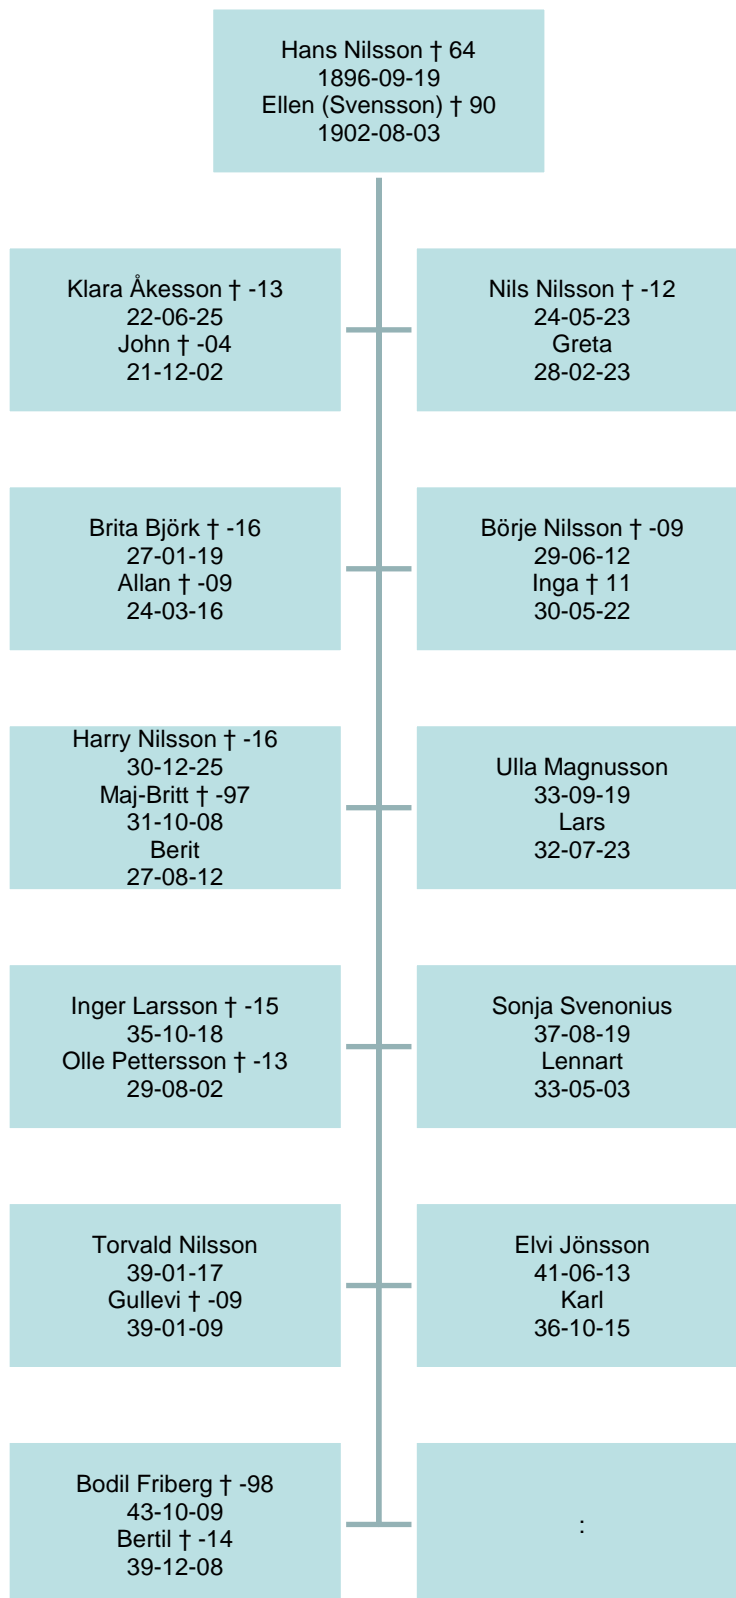 Hans Nilsson † 64
1896-09-19
Ellen (Svensson) † 90
1902-08-03
Klara Åkesson † -13
22-06-25
John † -04
21-12-02
Nils Nilsson † -12
24-05-23
Greta
28-02-23
Brita Björk † -16
27-01-19
Allan † -09
24-03-16
Börje Nilsson † -09
29-06-12
Inga † 11
30-05-22
Harry Nilsson † -16
30-12-25
Maj-Britt † -97
31-10-08
Berit
27-08-12
Ulla Magnusson
33-09-19
Lars
32-07-23
Inger Larsson † -15
35-10-18
Olle Pettersson † -13
29-08-02
Sonja Svenonius
37-08-19
Lennart
33-05-03
Torvald Nilsson
39-01-17
Gullevi † -09
39-01-09
Elvi Jönsson
41-06-13
Karl
36-10-15
Bodil Friberg † -98
43-10-09
Bertil † -14
39-12-08
: